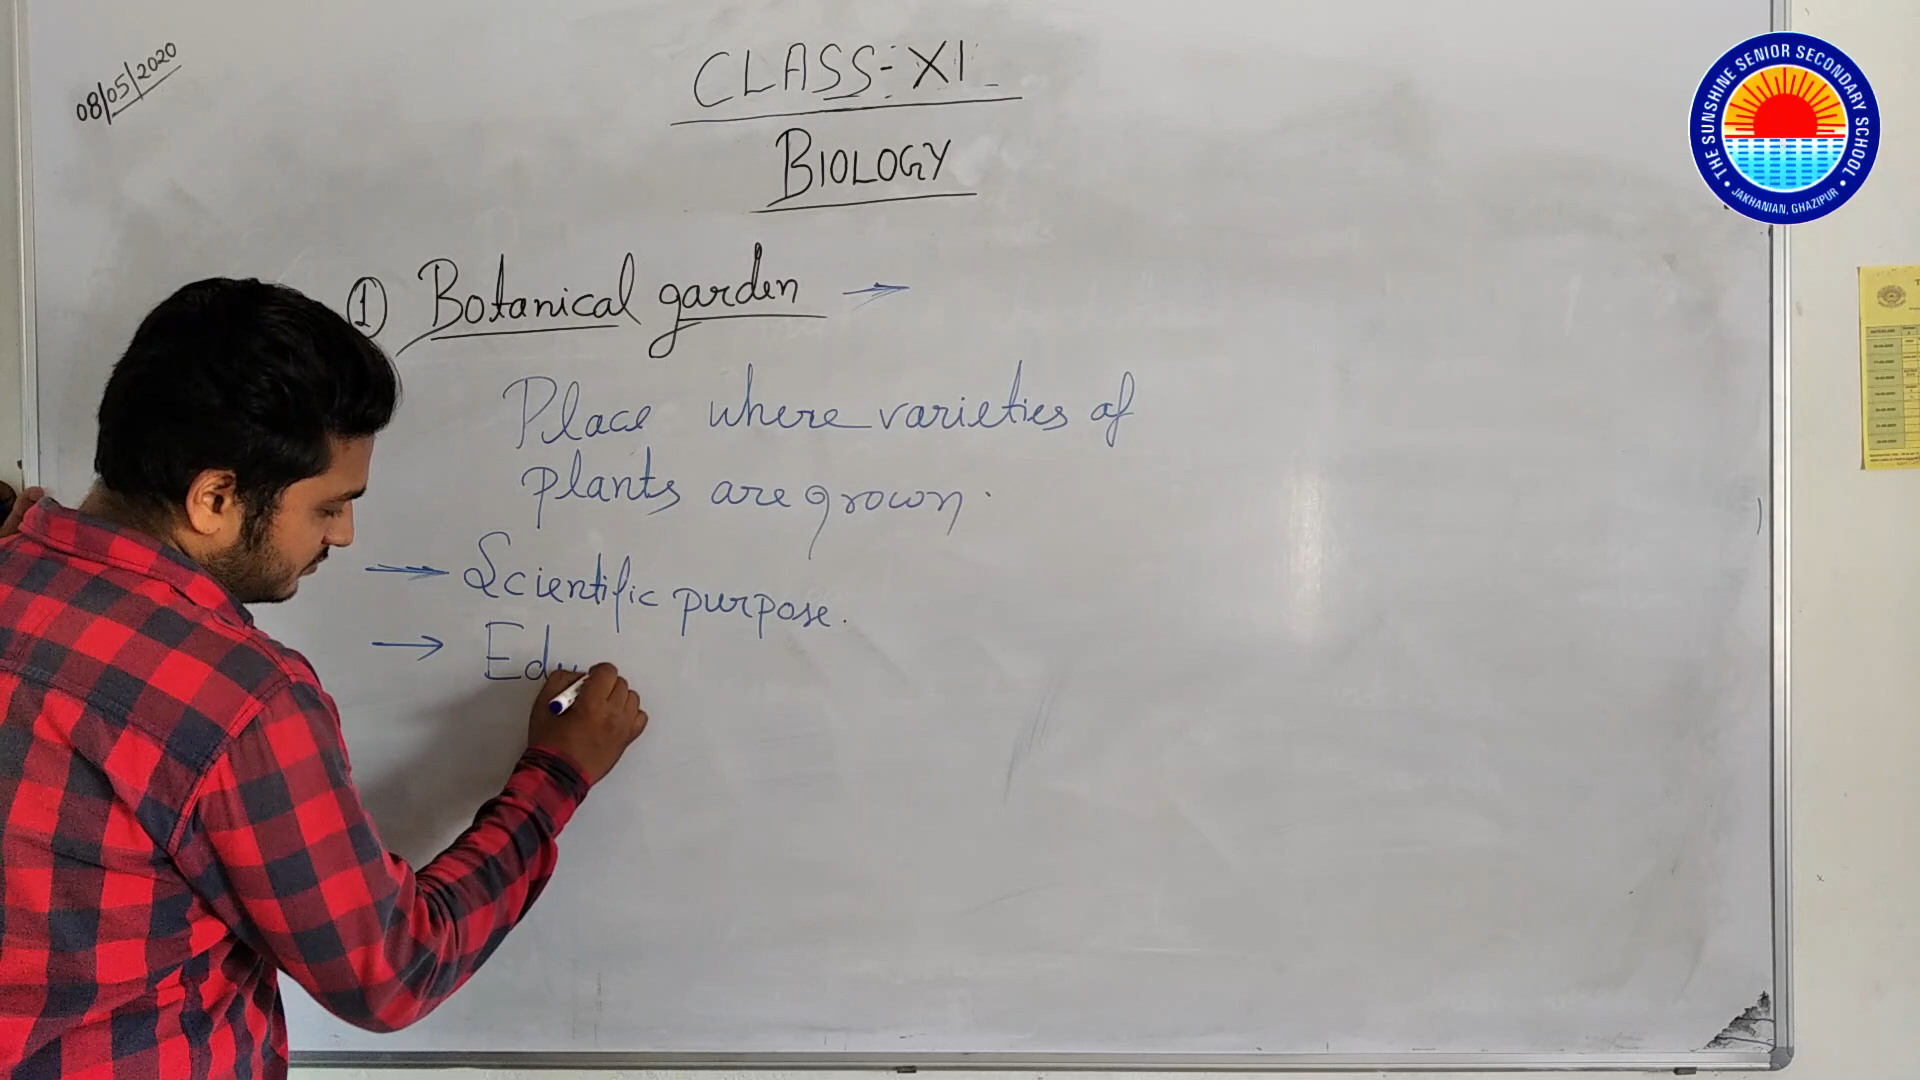 08/05/2020
CLASS-XI
BIOLOGY
① Botanical garden →
Place where varieties of
plants are grown.
→ Scientific purpose.
→ Edu
THE SUNSHINE SENIOR SECONDARY SCHOOL
• JAKHANIAN, GHAZIPUR •